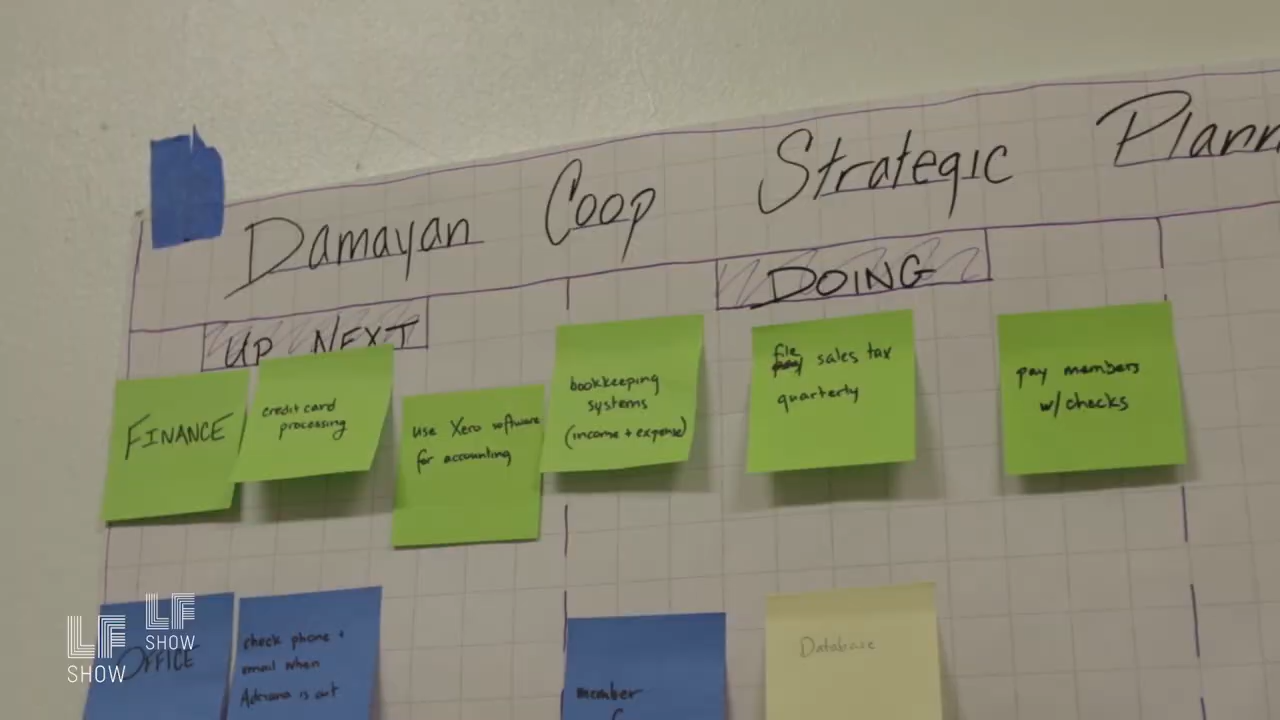 Damayan Coop Strategic
UP NEXT
DOING
FINANCE
credit card
processing
use Xero software
for accounting
bookkeeping
systems
(income + expense)
file sales tax
quarterly
pay members
w/checks
OFFICE
check phone +
email when
Adriana is out
member
Database
LF
SHOW
LF
SHOW